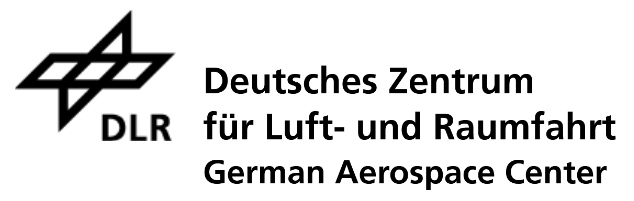 DLR
Deutsches Zentrum
für Luft- und Raumfahrt
German Aerospace Center